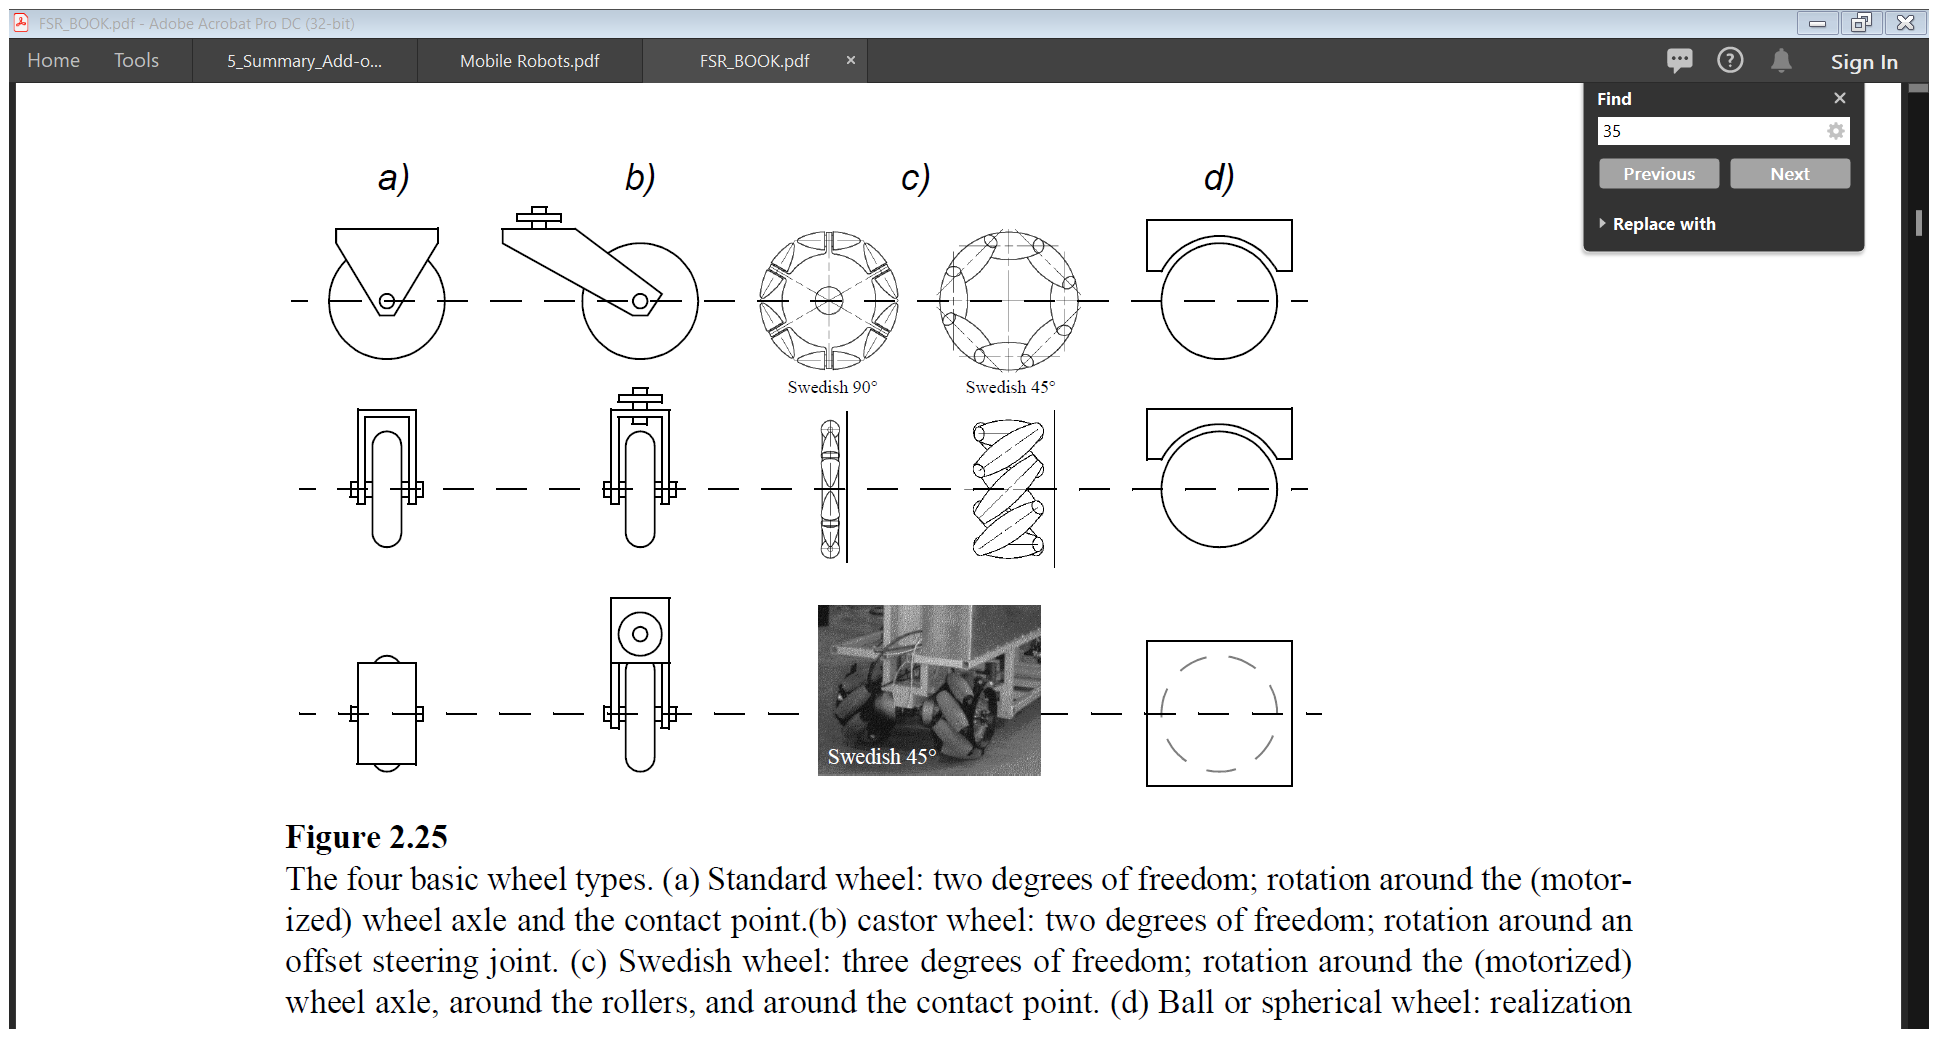 FSR_BOOK.pdf - Adobe Acrobat Pro DC (32-bit)
Home Tools 5_Summary_Add-o... Mobile Robots.pdf FSR_BOOK.pdf × ? Sign In
Find ×
35
Previous Next
Replace with
a) b) c) d)
Swedish 90° Swedish 45°
Swedish 45°
Figure 2.25
The four basic wheel types. (a) Standard wheel: two degrees of freedom; rotation around the (motor-
ized) wheel axle and the contact point.(b) castor wheel: two degrees of freedom; rotation around an
offset steering joint. (c) Swedish wheel: three degrees of freedom; rotation around the (motorized)
wheel axle, around the rollers, and around the contact point. (d) Ball or spherical wheel: realization